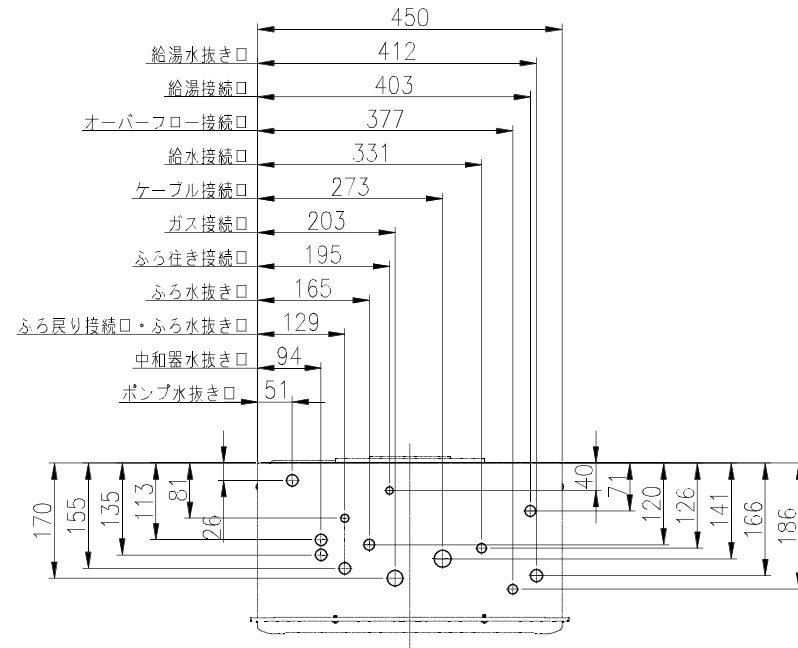 450
給湯水抜き口 412
給湯接続口 403
オーバーフロー接続口 377
給水接続口 331
ケーブル接続口 273
ガス接続口 203
ふろ往き接続口 195
ふろ水抜き口 165
ふろ戻り接続口・ふろ水抜き口 129
中和器水抜き口 94
ポンプ水抜き口 51
170
155
135
113
81
26
40
71
120
126
141
166
186